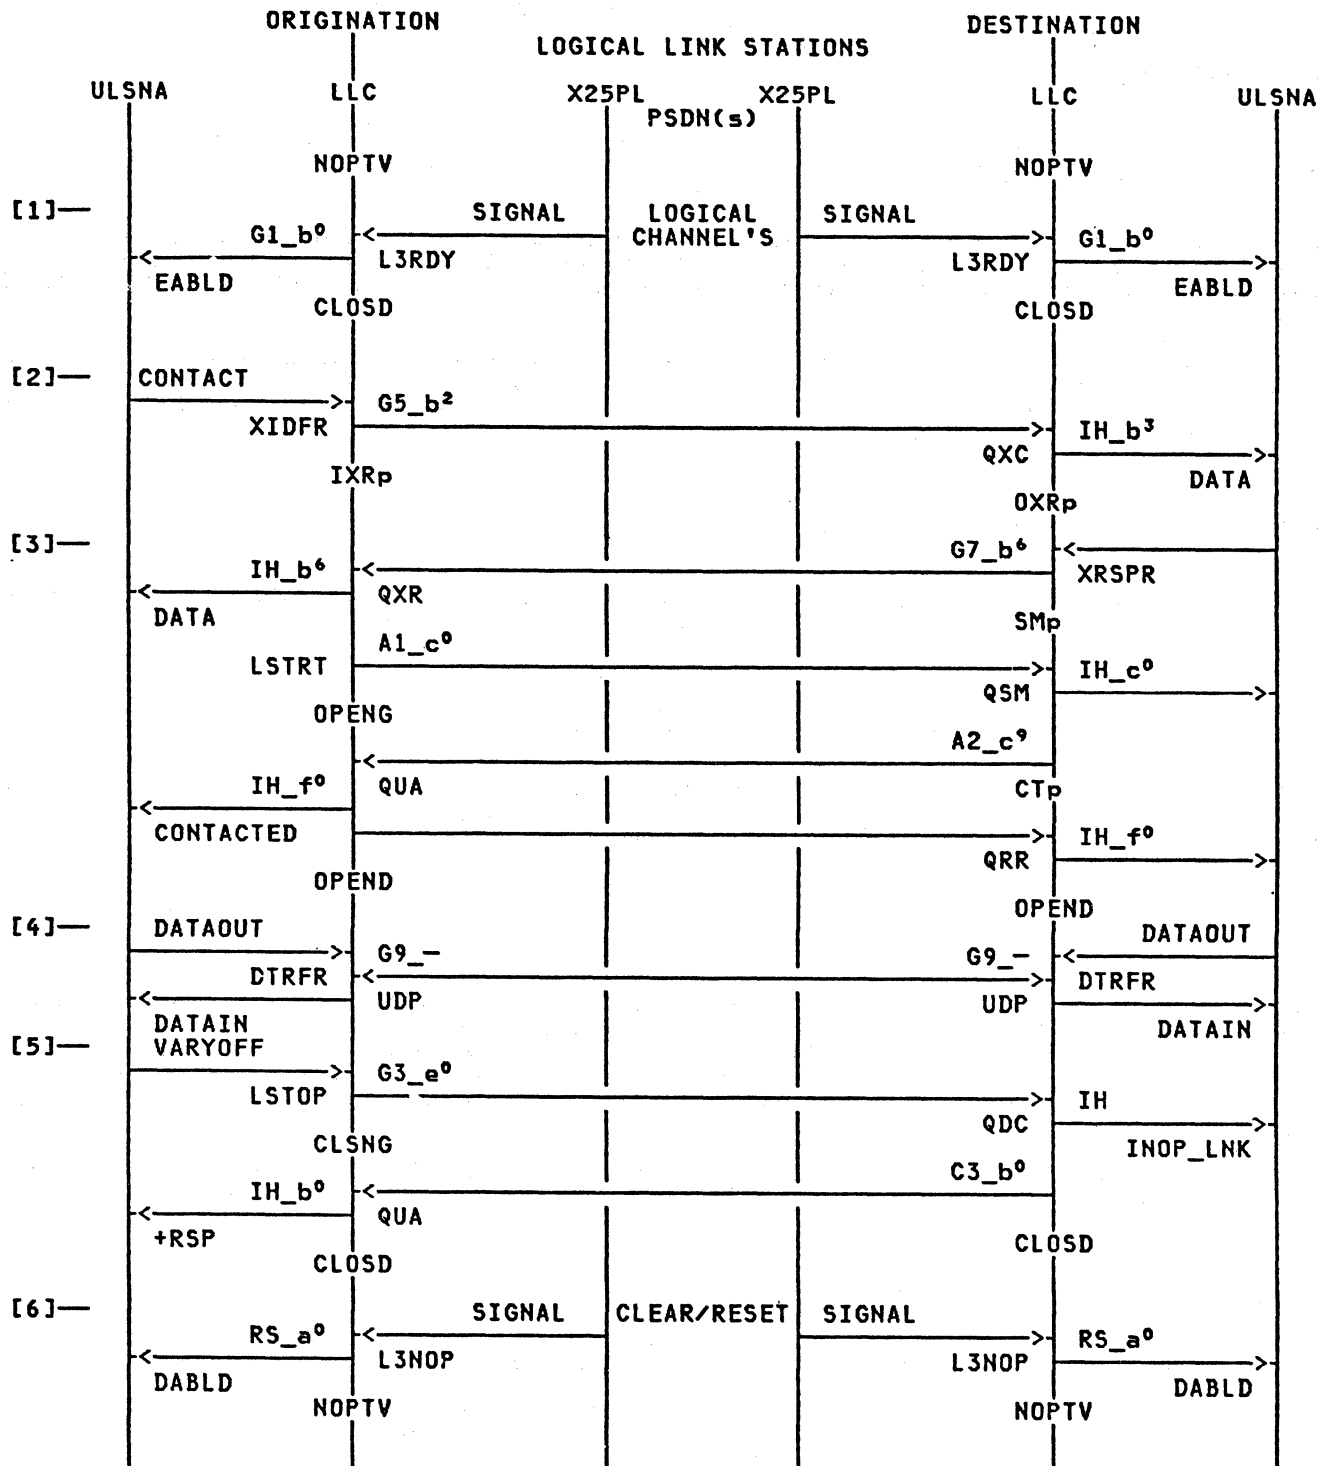 ORIGINATION DESTINATION
LOGICAL LINK STATIONS
ULSNA LLC X25PL X25PL LLC ULSNA
PSDN(s)
NOPTV NOPTV
[1]— SIGNAL LOGICAL SIGNAL
G1_b⁰ CHANNEL'S G1_b⁰
L3RDY L3RDY
EABLD EABLD
CLOSD CLOSD
[2]— CONTACT
G5_b²
XIDFR IH_b³
QXC
IXRp DATA
OXRp
[3]— G7_b⁶
IH_b⁶ XRSPR
QXR
DATA SMp
A1_c⁰
LSTRT IH_c⁰
QSM
OPENG
A2_c⁹
IH_f⁰ QUA CTp
CONTACTED IH_f⁰
QRR
OPEND
OPEND
[4]— DATAOUT DATAOUT
G9_— G9_—
DTRFR DTRFR
UDP UDP
DATAIN DATAIN
[5]— VARYOFF
G3_e⁰
LSTOP IH
QDC
CLSNG INOP_LNK
C3_b⁰
IH_b⁰
QUA
+RSP CLOSD
CLOSD
[6]— SIGNAL CLEAR/RESET SIGNAL
RS_a⁰ RS_a⁰
L3NOP L3NOP
DABLD DABLD
NOPTV NOPTV